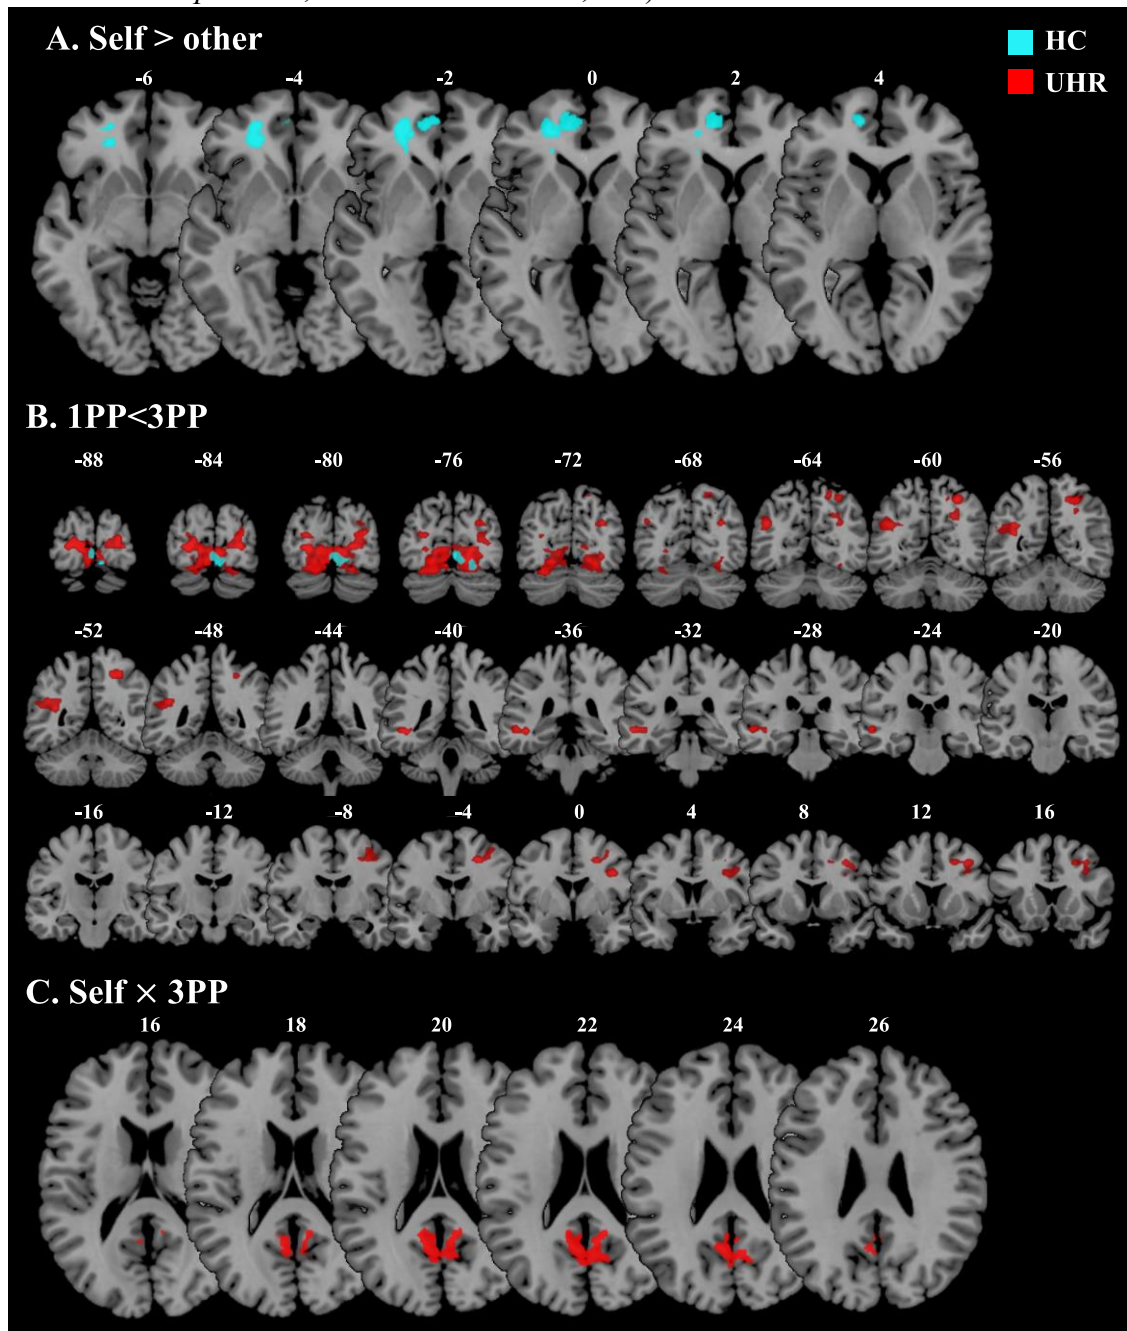 A. Self > other
HC
UHR
-6 -4 -2 0 2 4
B. 1PP<3PP
-88 -84 -80 -76 -72 -68 -64 -60 -56
-52 -48 -44 -40 -36 -32 -28 -24 -20
-16 -12 -8 -4 0 4 8 12 16
C. Self × 3PP
16 18 20 22 24 26